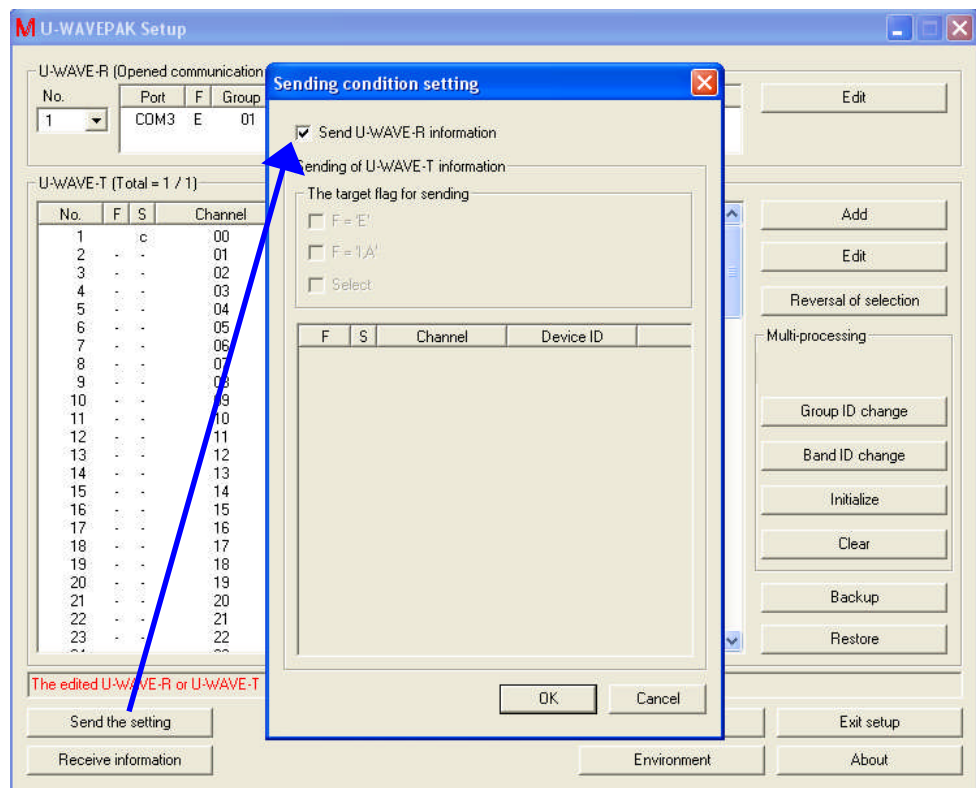 M U-WAVEPAK Setup
U-WAVE-R (Opened communication
No. Port F Group
1 COM3 E 01
Edit
U-WAVE-T (Total = 1 / 1)
No. F S Channel
1 c 00
2 - - 01
3 - - 02
4 - - 03
5 - - 04
6 - - 05
7 - - 06
8 - - 07
9 - - 08
10 - - 09
11 - - 10
12 - - 11
13 - - 12
14 - - 13
15 - - 14
16 - - 15
17 - - 16
18 - - 17
19 - - 18
20 - - 19
21 - - 20
22 - - 21
23 - - 22
Add
Edit
Reversal of selection
Multi-processing
Group ID change
Band ID change
Initialize
Clear
Backup
Restore
Sending condition setting
Send U-WAVE-R information
Sending of U-WAVE-T information
The target flag for sending
F = 'E'
F = 'I,A'
Select
F S Channel Device ID
OK Cancel
The edited U-WAVE-R or U-WAVE-T
Send the setting
Exit setup
Receive information
Environment
About